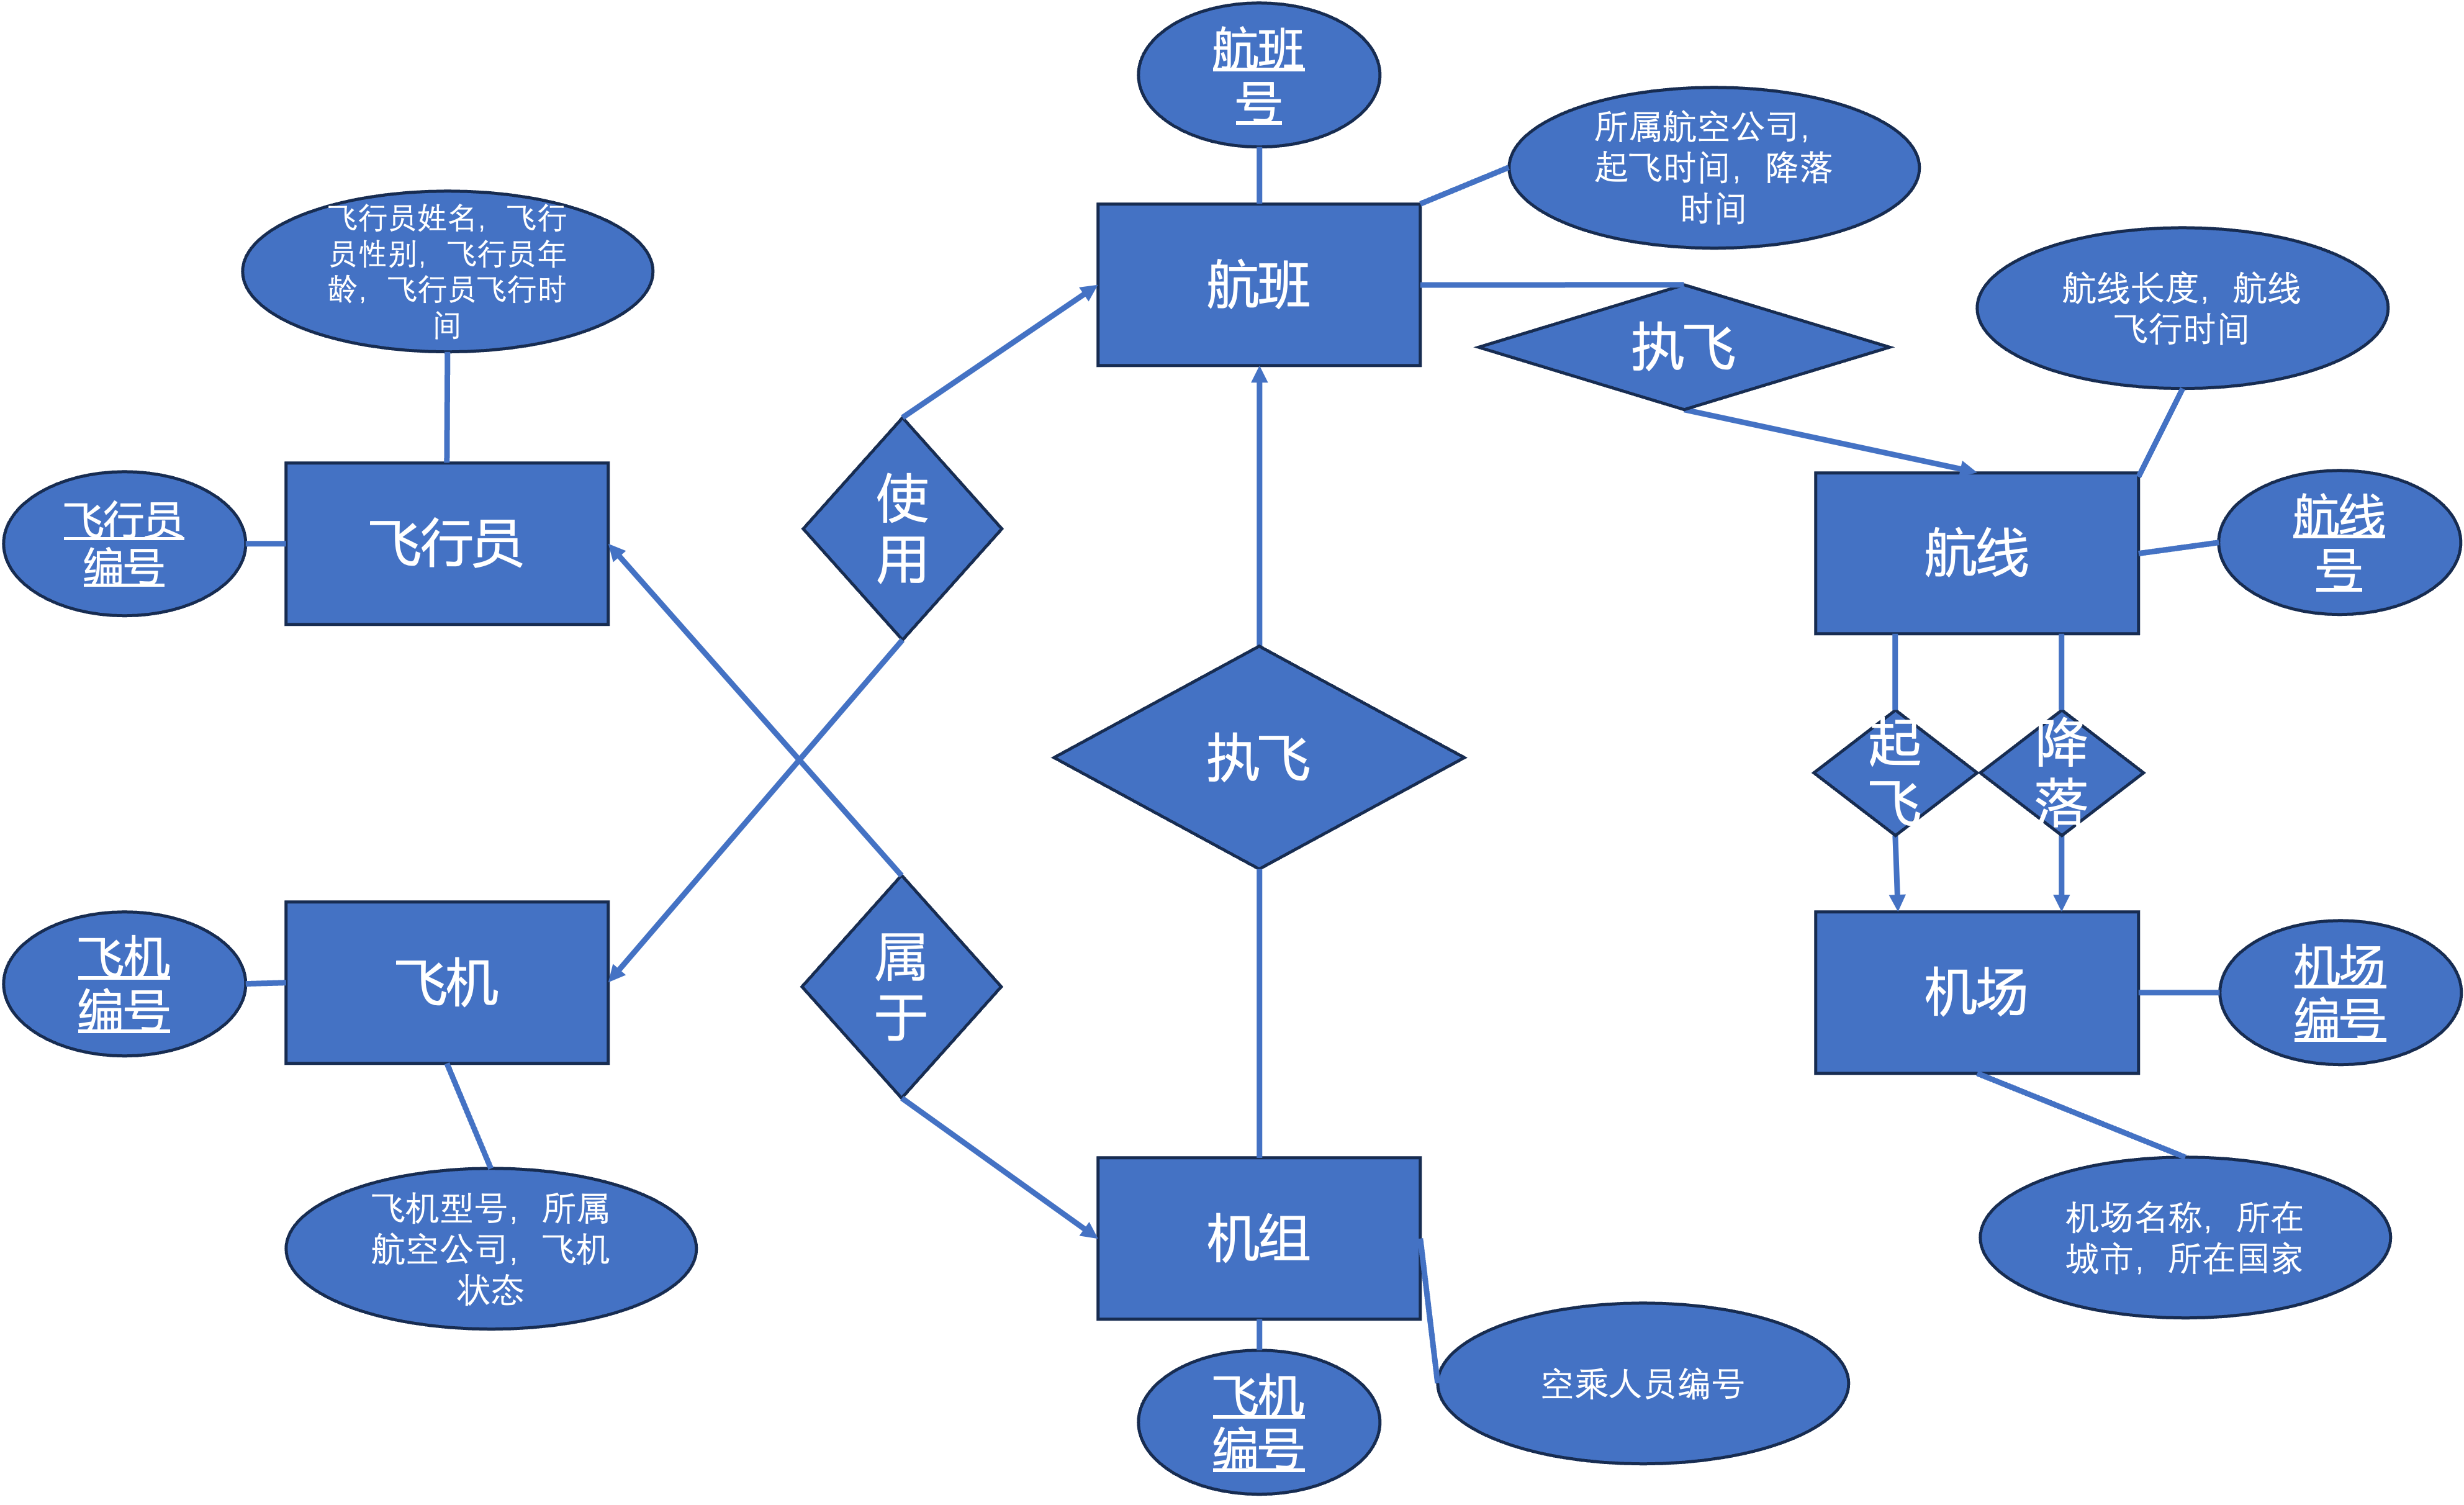 航班
号
所属航空公司，
起飞时间，降落
时间
飞行员姓名，飞行
员性别，飞行员年
龄，飞行员飞行时
间
航班
航线长度，航线
飞行时间
执飞
飞行员
编号
飞行员
使
用
航线
航线
号
执飞
起
飞
降
落
飞机
编号
飞机
属
于
机场
机场
编号
飞机型号，所属
航空公司，飞机
状态
机组
机场名称，所在
城市，所在国家
飞机
编号
空乘人员编号